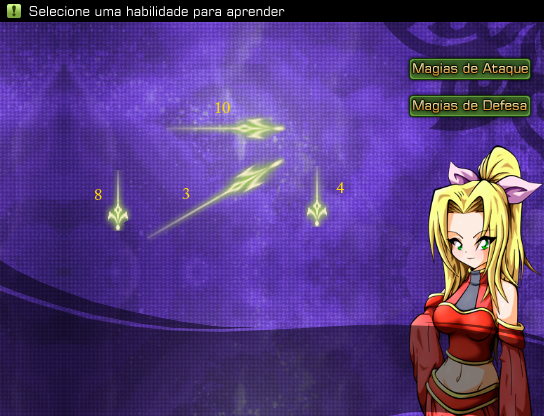 Selecione uma habilidade para aprender
Magias de Ataque
Magias de Defesa
10
8
3
4